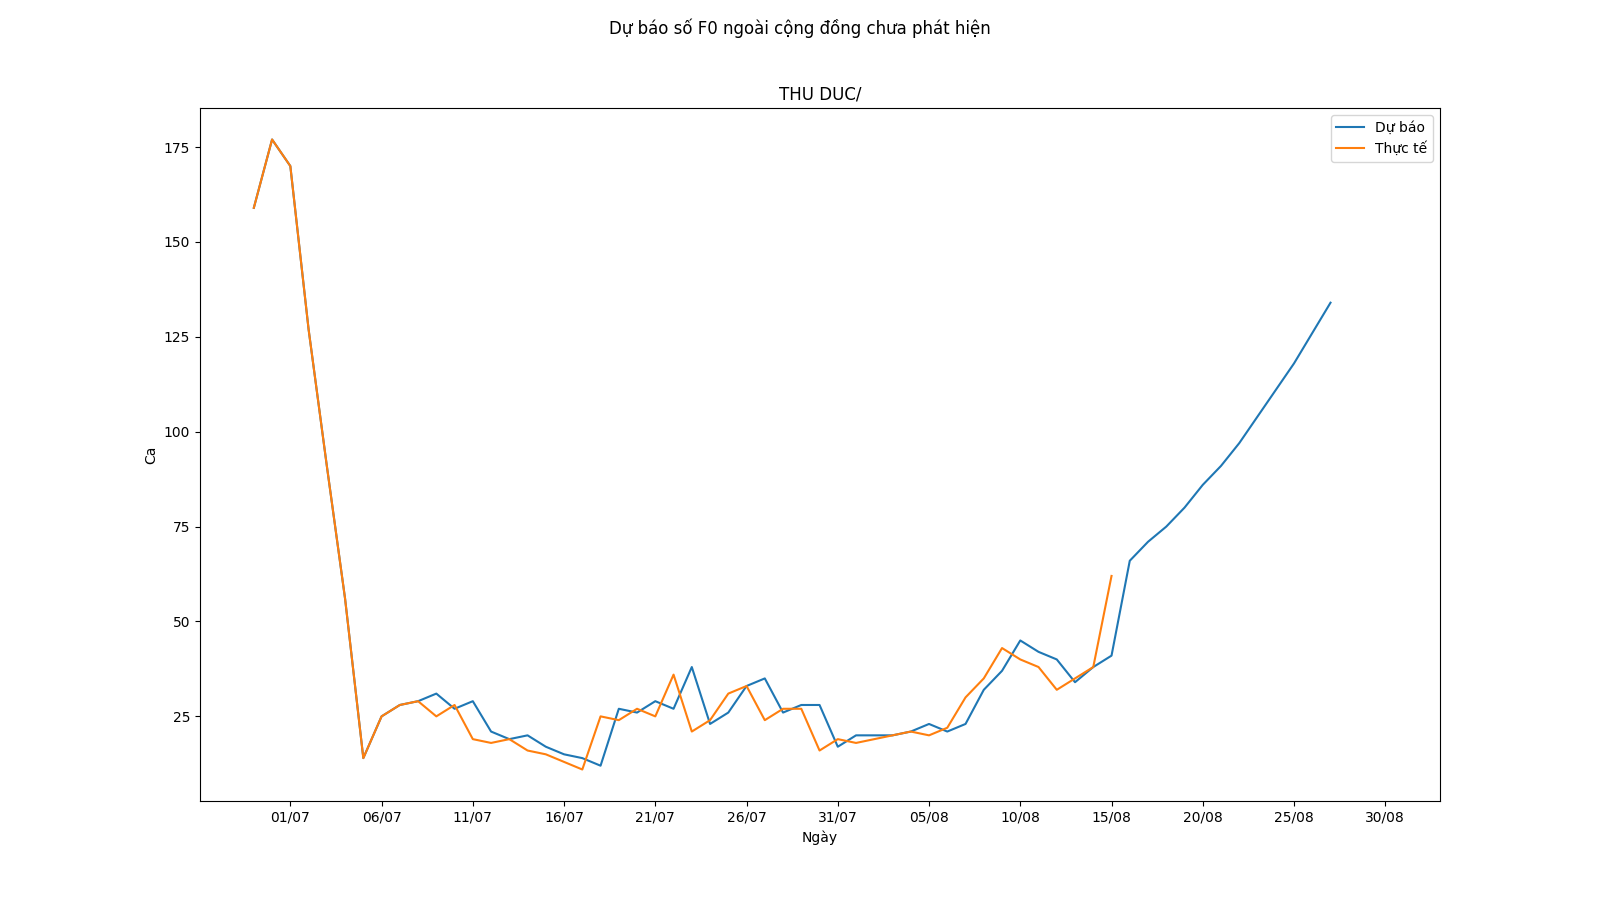 Dự báo số F0 ngoài cộng đồng chưa phát hiện
THU DUC/
Dự báo
Thực tế
175
150
125
100
75
50
25
Ca
01/07 06/07 11/07 16/07 21/07 26/07 31/07 05/08 10/08 15/08 20/08 25/08 30/08
Ngày